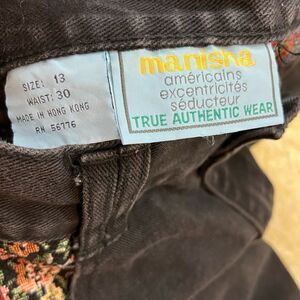 SIZE: 13
WAIST: 30
MADE IN HONG KONG
RN 56776
manisha
américains
excentricités
séducteur
TRUE AUTHENTIC WEAR